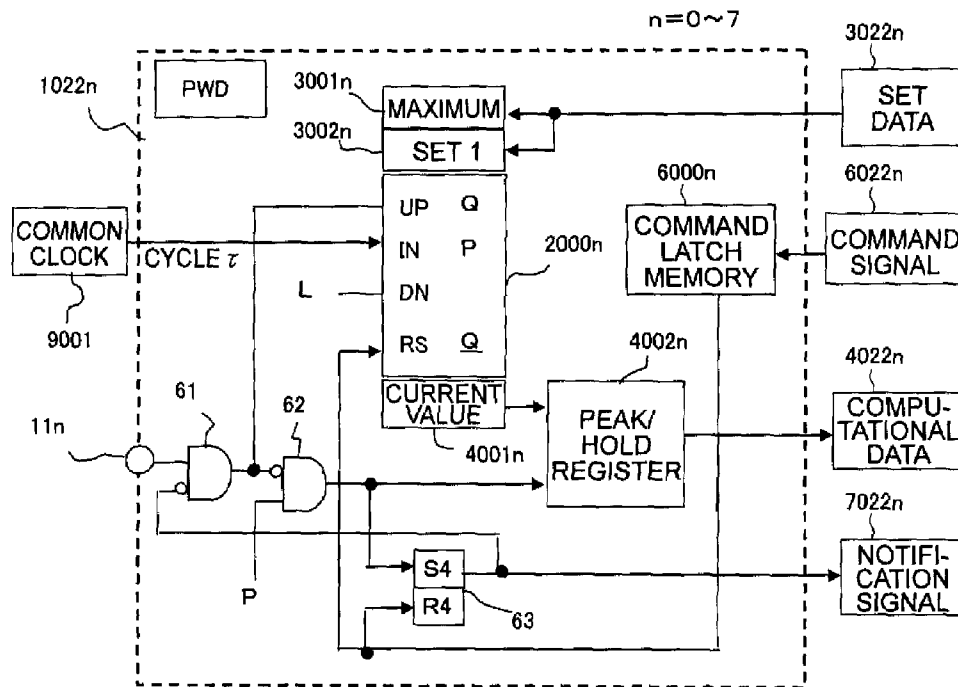 n=0~7
1022n
PWD
3001n
MAXIMUM
3002n
SET 1
3022n
SET
DATA
6000n
COMMAND
LATCH
MEMORY
6022n
COMMAND
SIGNAL
UP Q
IN P
DN
RS Q
2000n
COMMON
CLOCK
CYCLE τ
9001
L
CURRENT
VALUE
4001n
4002n
PEAK/
HOLD
REGISTER
4022n
COMPU-
TATIONAL
DATA
61
62
11n
P
S4
R4
63
7022n
NOTIFI-
CATION
SIGNAL